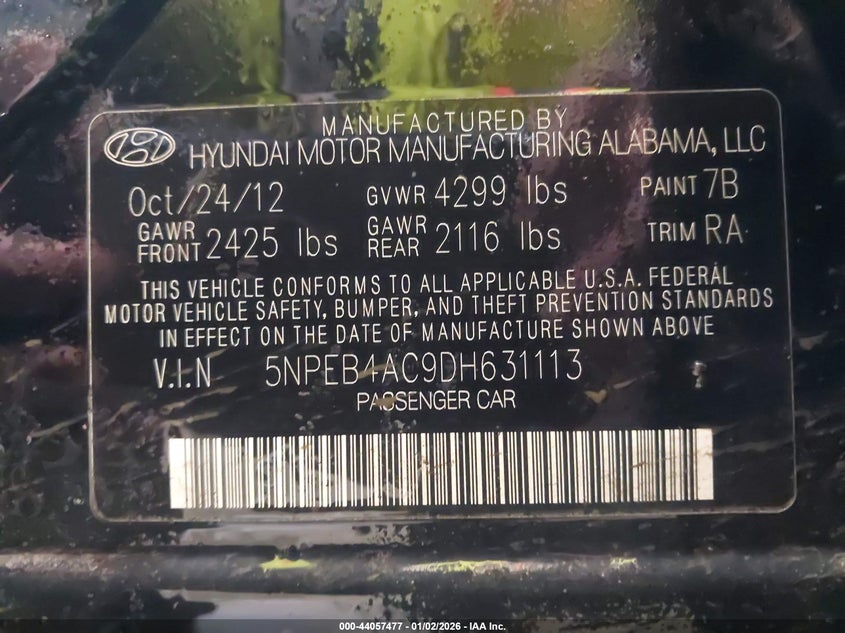 MANUFACTURED BY
HYUNDAI MOTOR MANUFACTURING ALABAMA, LLC
Oct/24/12 GVWR 4299 lbs PAINT 7B
GAWR FRONT 2425 lbs GAWR REAR 2116 lbs TRIM RA
THIS VEHICLE CONFORMS TO ALL APPLICABLE U.S.A. FEDERAL
MOTOR VEHICLE SAFETY, BUMPER, AND THEFT PREVENTION STANDARDS
IN EFFECT ON THE DATE OF MANUFACTURE SHOWN ABOVE
V.I.N 5NPEB4AC9DH631113
PASSENGER CAR
000-44057477 - 01/02/2026 - IAA Inc.